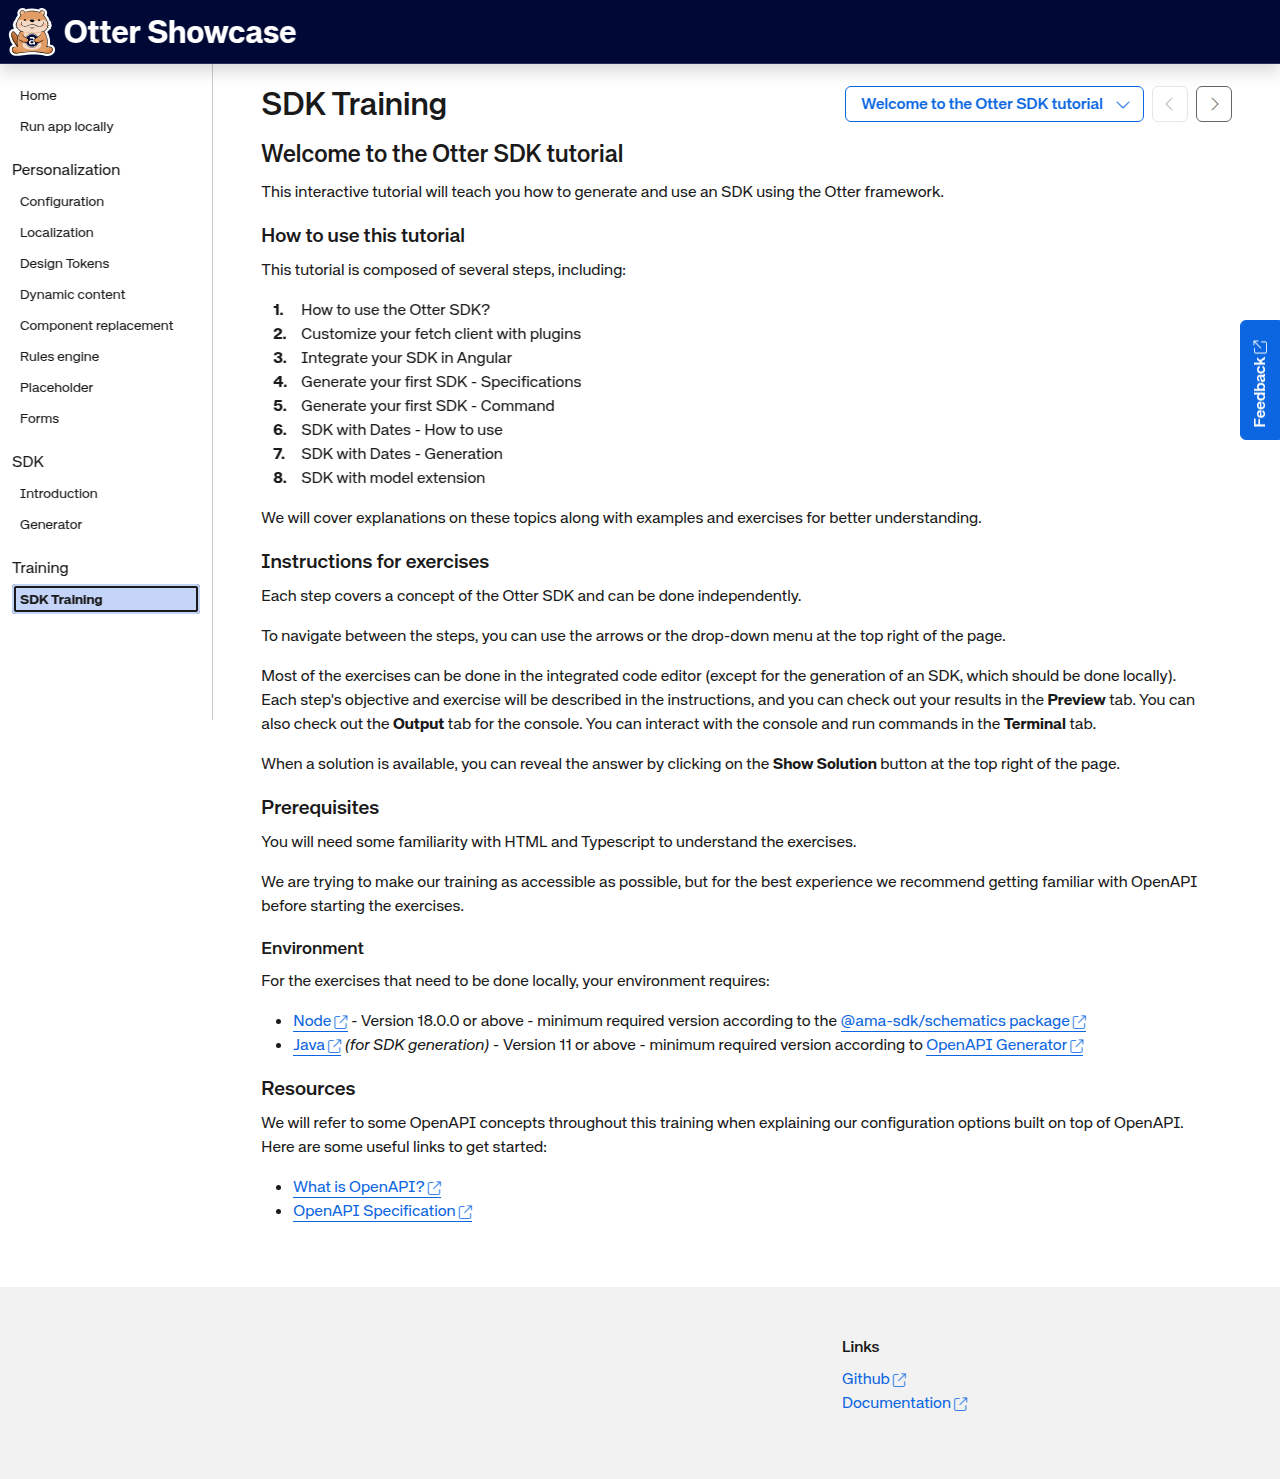 Otter Showcase
Home
Run app locally
Personalization
Configuration
Localization
Design Tokens
Dynamic content
Component replacement
Rules engine
Placeholder
Forms
SDK
Introduction
Generator
Training
SDK Training
SDK Training
Welcome to the Otter SDK tutorial
Welcome to the Otter SDK tutorial
This interactive tutorial will teach you how to generate and use an SDK using the Otter framework.
How to use this tutorial
This tutorial is composed of several steps, including:
1. How to use the Otter SDK?
2. Customize your fetch client with plugins
3. Integrate your SDK in Angular
4. Generate your first SDK - Specifications
5. Generate your first SDK - Command
6. SDK with Dates - How to use
7. SDK with Dates - Generation
8. SDK with model extension
We will cover explanations on these topics along with examples and exercises for better understanding.
Instructions for exercises
Each step covers a concept of the Otter SDK and can be done independently.
To navigate between the steps, you can use the arrows or the drop-down menu at the top right of the page.
Most of the exercises can be done in the integrated code editor (except for the generation of an SDK, which should be done locally).
Each step's objective and exercise will be described in the instructions, and you can check out your results in the Preview tab. You can
also check out the Output tab for the console. You can interact with the console and run commands in the Terminal tab.
When a solution is available, you can reveal the answer by clicking on the Show Solution button at the top right of the page.
Prerequisites
You will need some familiarity with HTML and Typescript to understand the exercises.
We are trying to make our training as accessible as possible, but for the best experience we recommend getting familiar with OpenAPI
before starting the exercises.
Environment
For the exercises that need to be done locally, your environment requires:
• Node - Version 18.0.0 or above - minimum required version according to the @ama-sdk/schematics package
• Java (for SDK generation) - Version 11 or above - minimum required version according to OpenAPI Generator
Resources
We will refer to some OpenAPI concepts throughout this training when explaining our configuration options built on top of OpenAPI.
Here are some useful links to get started:
• What is OpenAPI?
• OpenAPI Specification
Feedback
Links
Github
Documentation